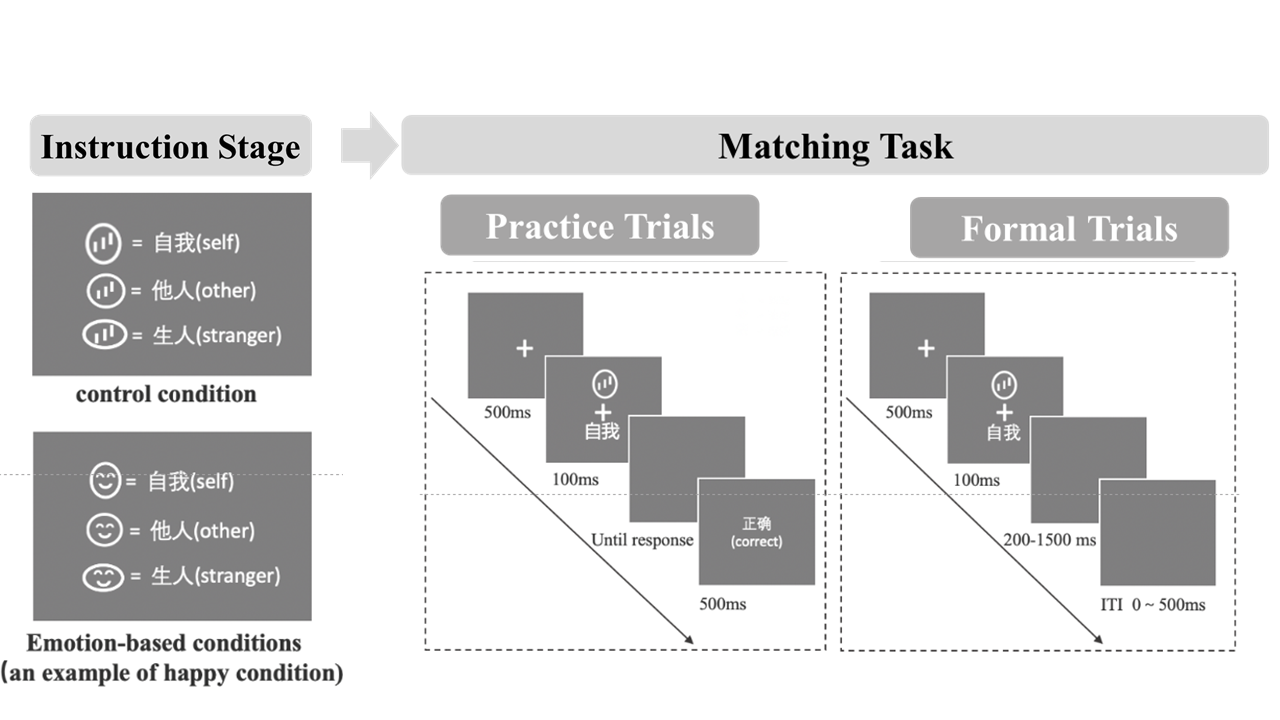 Instruction Stage
Matching Task
= 自我(self)
= 他人(other)
= 生人(stranger)
control condition
= 自我(self)
= 他人(other)
= 生人(stranger)
Emotion-based conditions
(an example of happy condition)
Practice Trials
+
500ms
+
自我
100ms
Until response
正确
(correct)
500ms
Formal Trials
+
500ms
+
自我
100ms
200-1500 ms
ITI 0 ~ 500ms